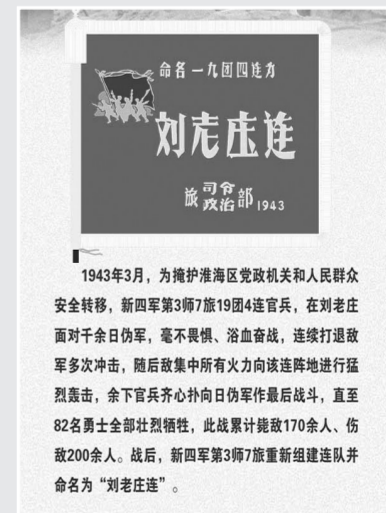 命名一九团四连为
刘老庄连
旅司令政治部1943
1943年3月，为掩护淮海区党政机关和人民群众
安全转移，新四军第3师7旅19团4连官兵，在刘老庄
面对千余日伪军，毫不畏惧、浴血奋战，连续打退敌
军多次冲击，随后敌集中所有火力向该连阵地进行猛
烈轰击，余下官兵齐心扑向日伪军作最后战斗，直至
82名勇士全部壮烈牺牲，此战累计毙敌170余人、伤
敌200余人。战后，新四军第3师7旅重新组建连队并
命名为“刘老庄连”。